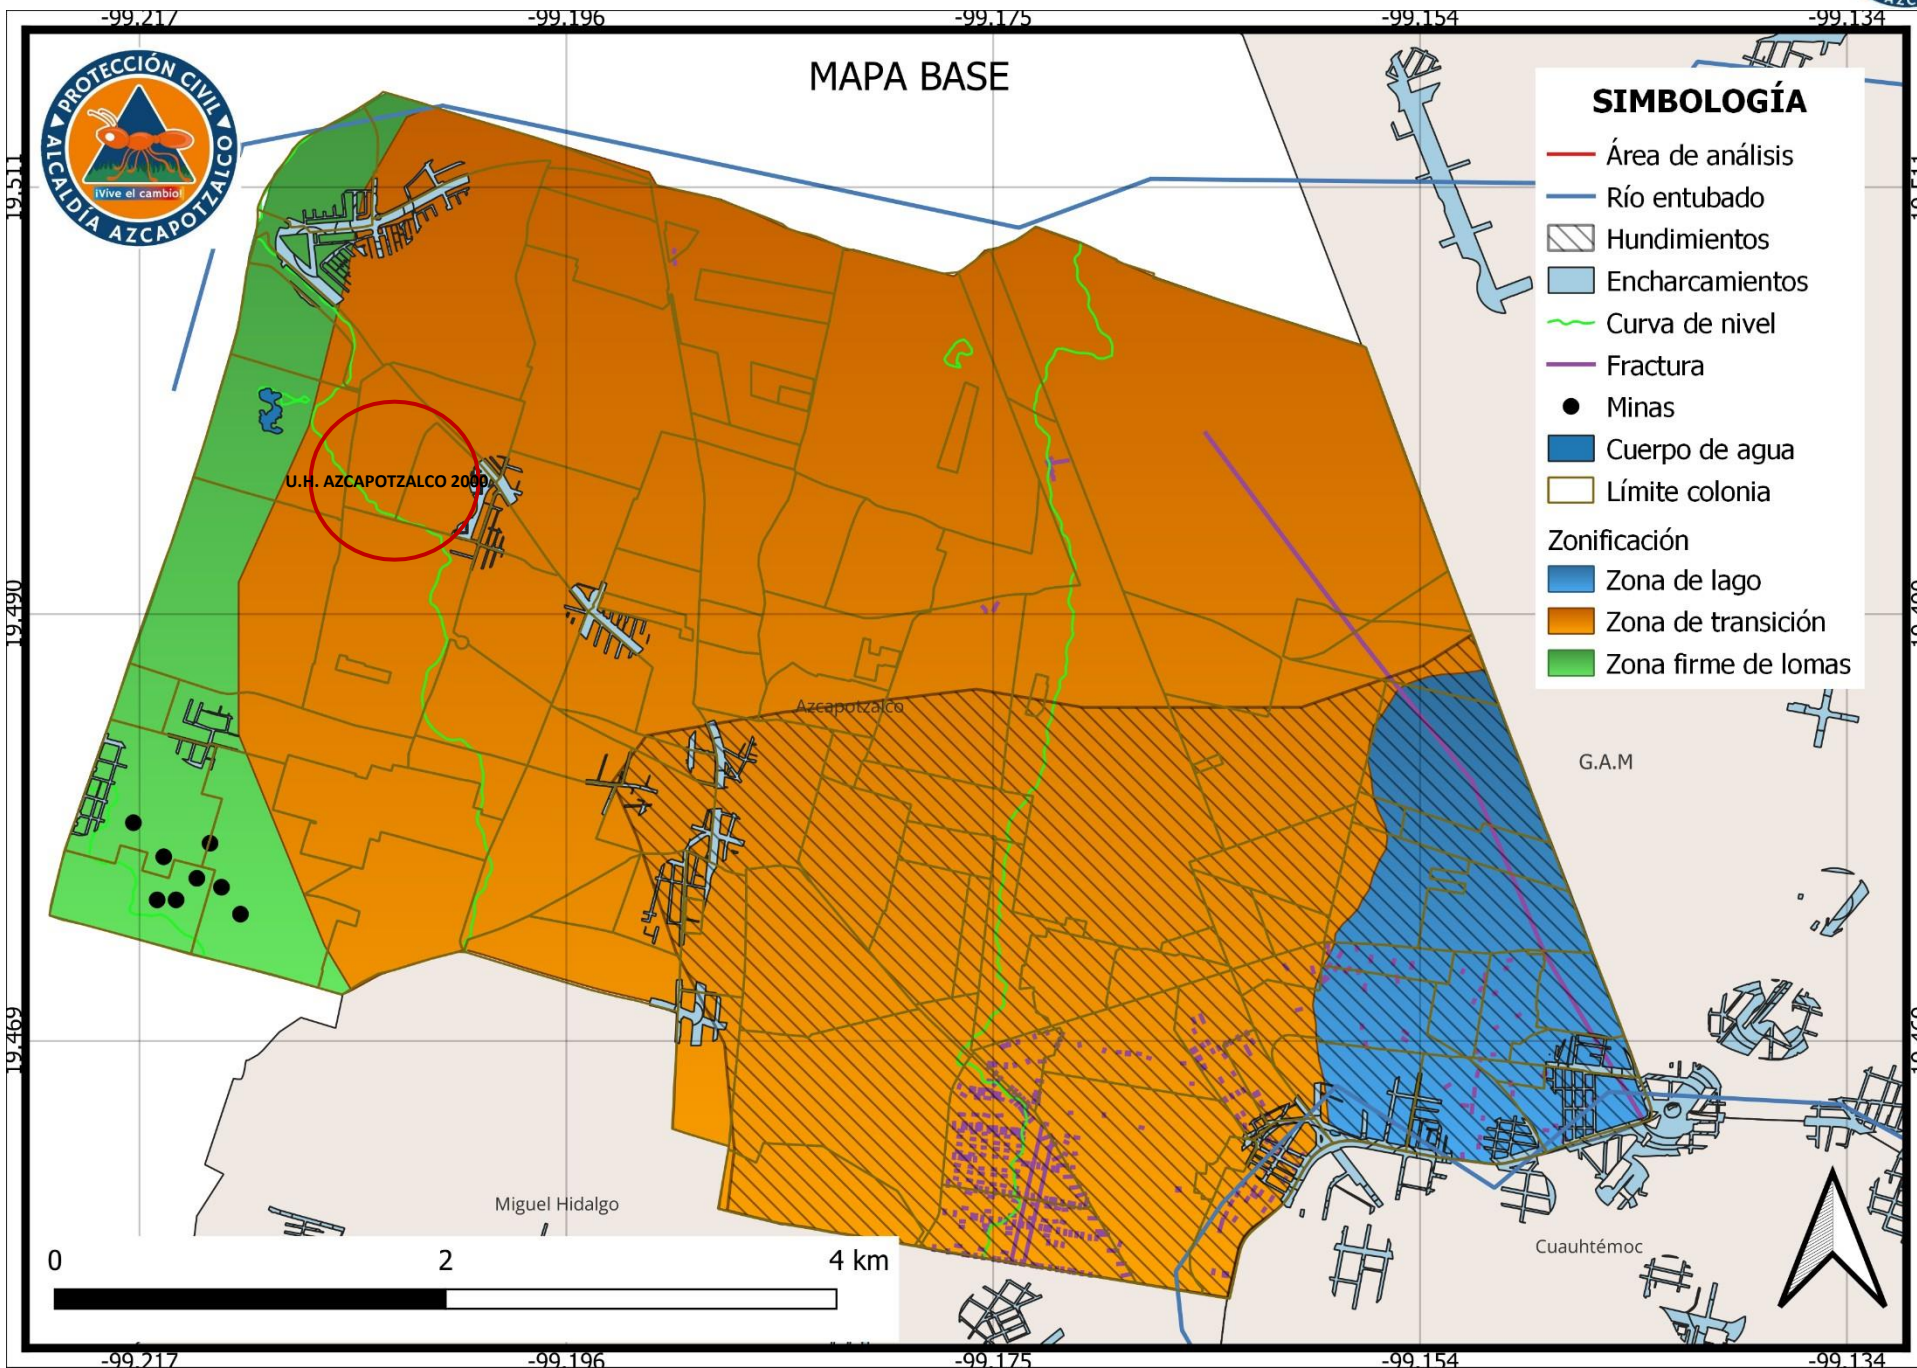 -99.217 -99.196 -99.175 -99.154 -99.134
MAPA BASE
PROTECCIÓN CIVIL
ALCALDÍA AZCAPOTZALCO
¡Vive el cambio!
19.511
SIMBOLOGÍA
Área de análisis
Río entubado
Hundimientos
Encharcamientos
Curva de nivel
Fractura
Minas
Cuerpo de agua
Límite colonia
Zonificación
Zona de lago
Zona de transición
Zona firme de lomas
U.H. AZCAPOTZALCO 2000
19.490
Azcapotzalco
G.A.M
19.469
Miguel Hidalgo
Cuauhtémoc
0 2 4 km
-99.217 -99.196 -99.175 -99.154 -99.134